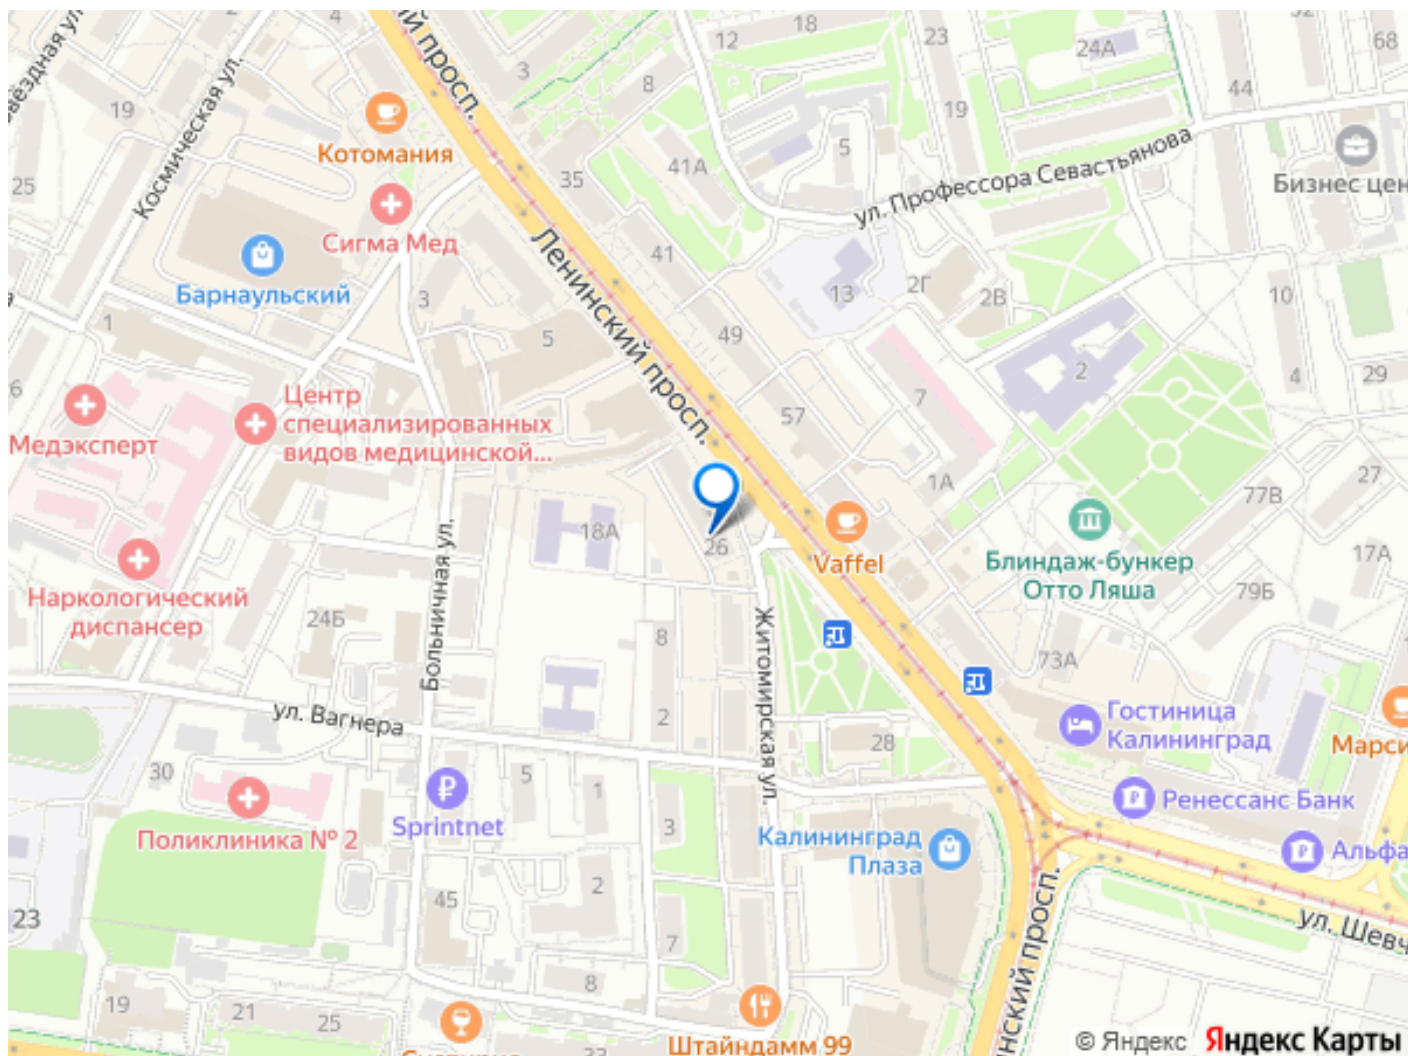 18
12
23
24А
68
44
3
8
19
Космическая ул.
4
Котомания
41А
5
19
ул. Профессора Севастьянова
Бизнес цен
25
35
Сигма Мед
41
Ленинский просп.
Барнаульский
3
13
2Г
2В
10
1
5
49
2
4
29
6
57
7
Медэксперт
Центр
специализированных
видов медицинской...
1А
77В
27
18А
26
Vaffel
Блиндаж-бункер
Отто Ляша
17А
79Б
Наркологический
диспансер
24Б
Больничная ул.
8
Житомирская ул.
73А
2
ул. Вагнера
28
Гостиница
Калининград
Марси
30
5
1
Ренессанс Банк
Sprintnet
3
Калининград
Плаза
Поликлиника № 2
Альфа
45
2
23
7
ул. Шевч
8
19
21
25
Штайндамм 99
нский просп.
© Яндекс Яндекс Карты